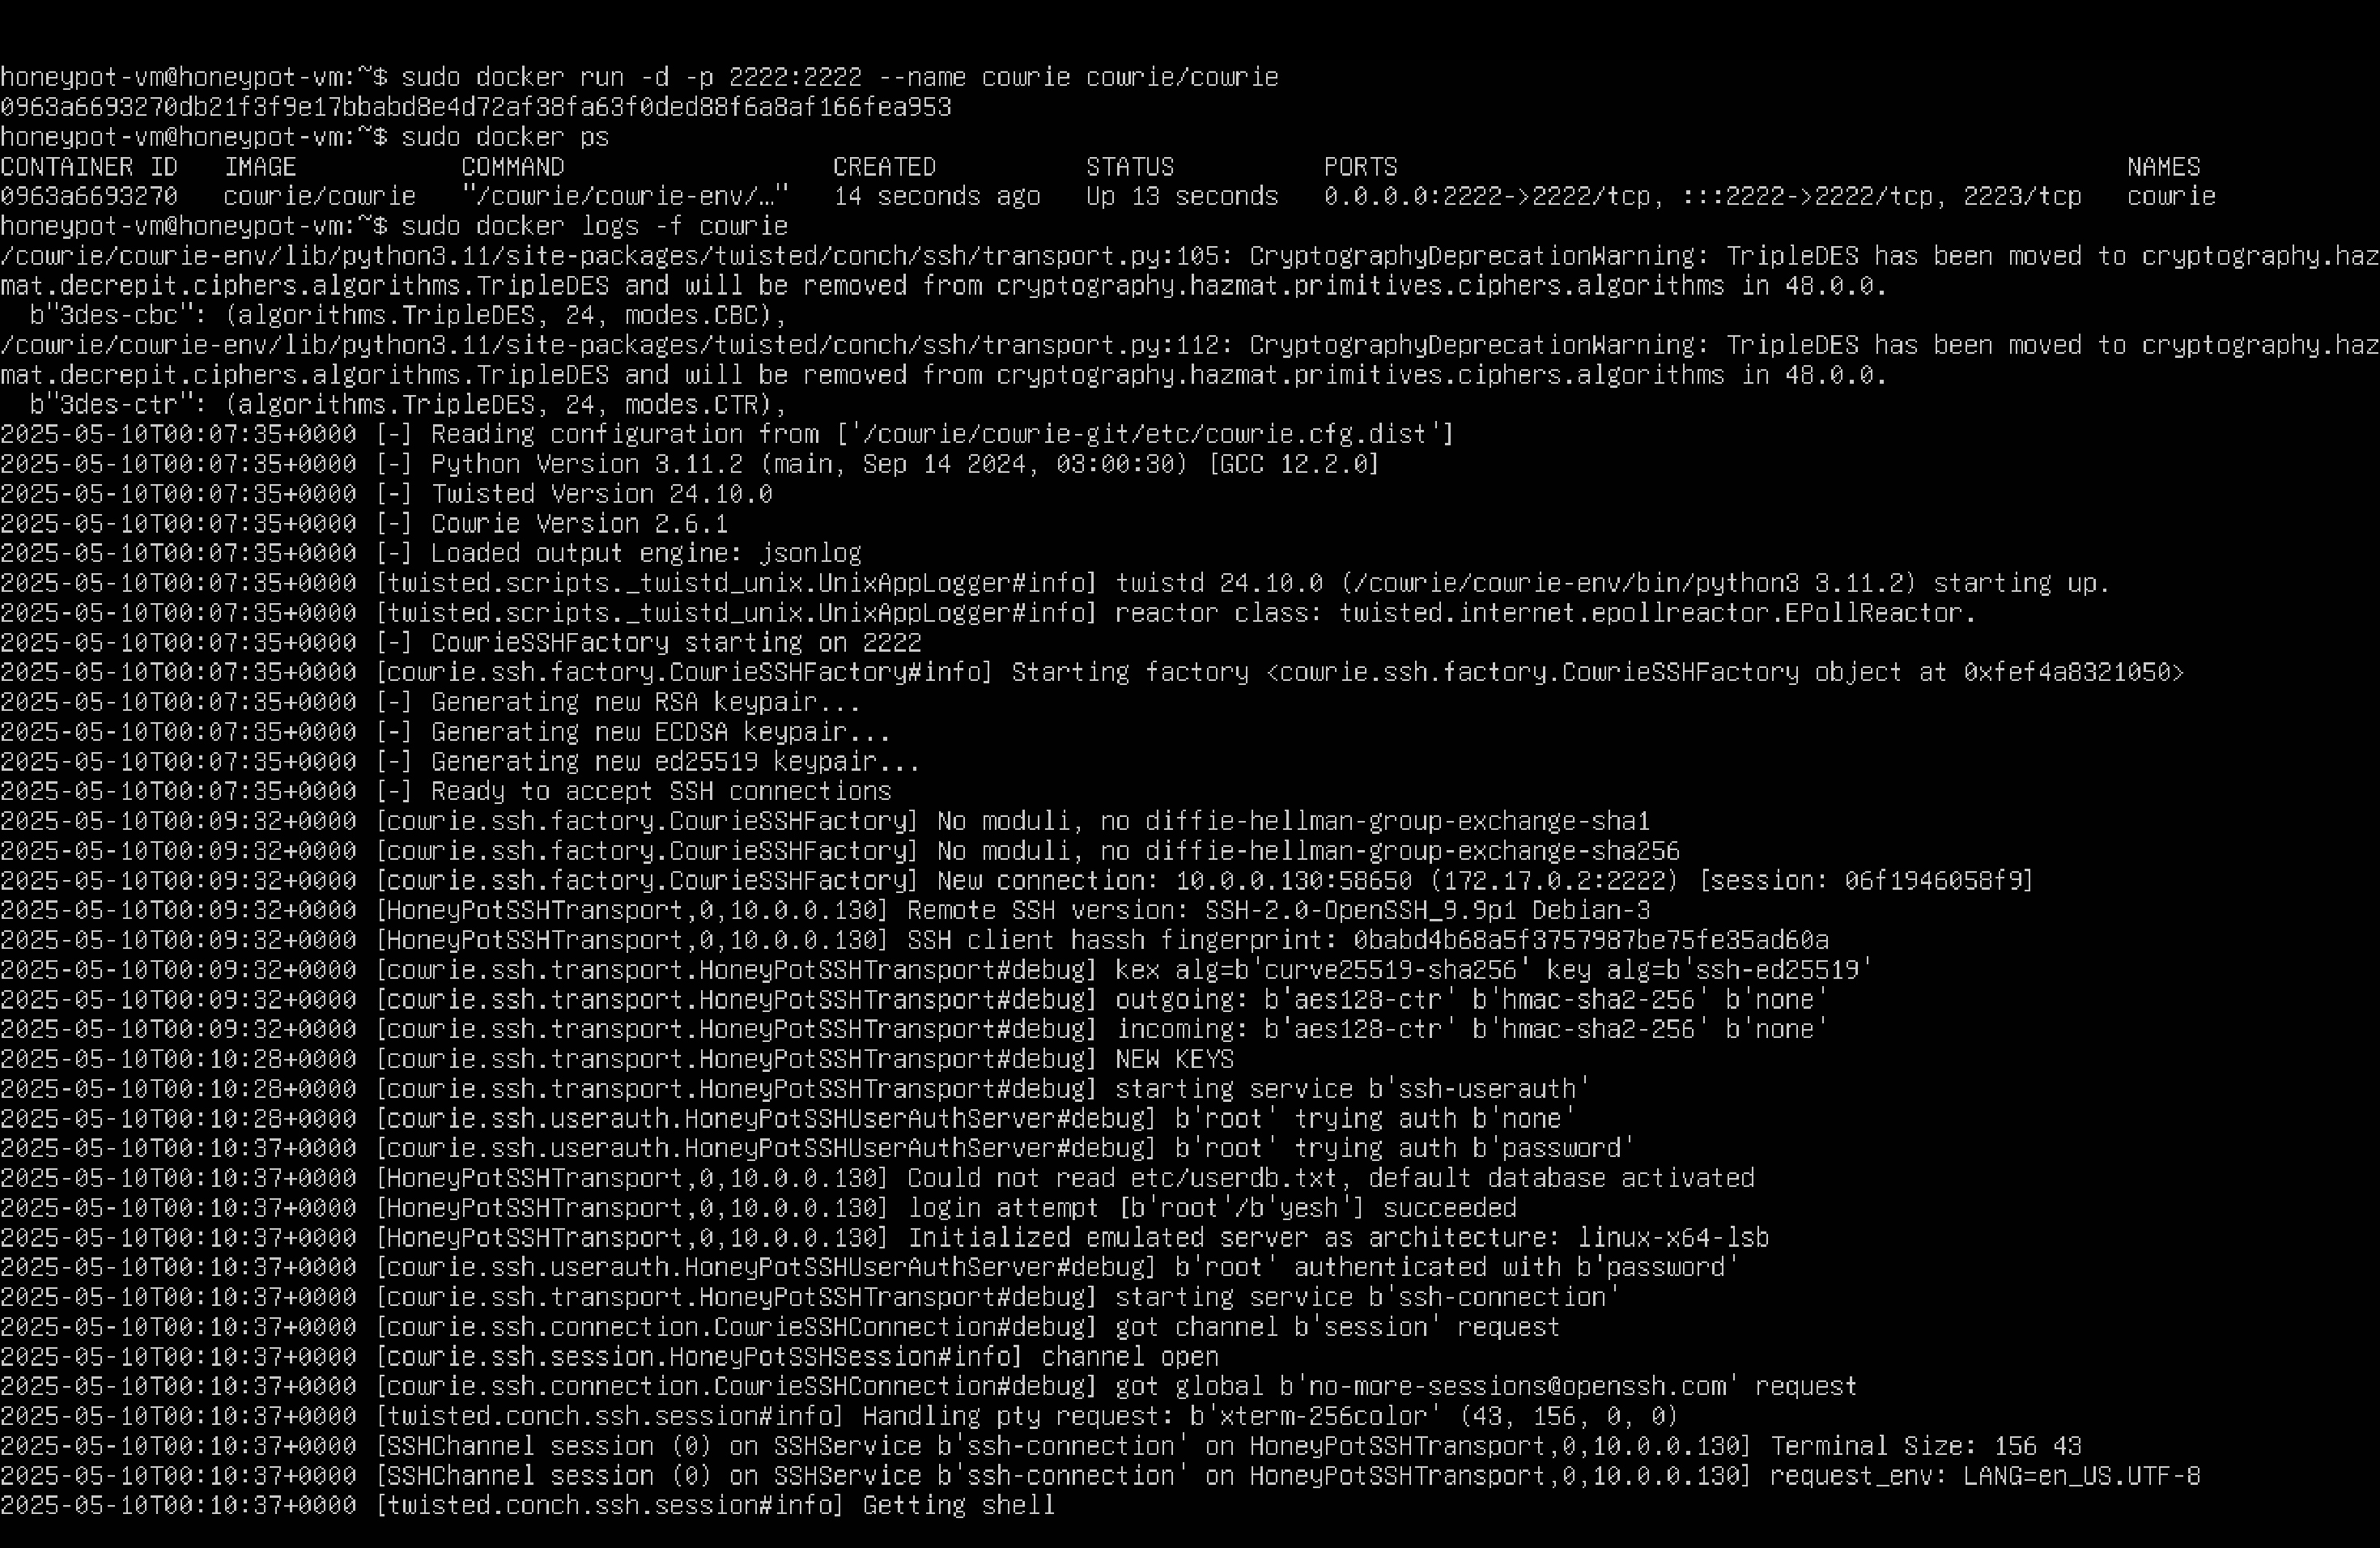 honeypot-vm@honeypot-vm:~$ sudo docker run -d -p 2222:2222 --name cowrie cowrie/cowrie
0963a6693270db21f3f9e17bbabd8e4d72af38fa63f0ded88f6a8af166fea953
honeypot-vm@honeypot-vm:~$ sudo docker ps
CONTAINER ID   IMAGE           COMMAND                  CREATED          STATUS          PORTS                                                 NAMES
0963a6693270   cowrie/cowrie   "/cowrie/cowrie-env/…"   14 seconds ago   Up 13 seconds   0.0.0.0:2222->2222/tcp, :::2222->2222/tcp, 2223/tcp   cowrie
honeypot-vm@honeypot-vm:~$ sudo docker logs -f cowrie
/cowrie/cowrie-env/lib/python3.11/site-packages/twisted/conch/ssh/transport.py:105: CryptographyDeprecationWarning: TripleDES has been moved to cryptography.haz
mat.decrepit.ciphers.algorithms.TripleDES and will be removed from cryptography.hazmat.primitives.ciphers.algorithms in 48.0.0.
  b"3des-cbc": (algorithms.TripleDES, 24, modes.CBC),
/cowrie/cowrie-env/lib/python3.11/site-packages/twisted/conch/ssh/transport.py:112: CryptographyDeprecationWarning: TripleDES has been moved to cryptography.haz
mat.decrepit.ciphers.algorithms.TripleDES and will be removed from cryptography.hazmat.primitives.ciphers.algorithms in 48.0.0.
  b"3des-ctr": (algorithms.TripleDES, 24, modes.CTR),
2025-05-10T00:07:35+0000 [-] Reading configuration from ['/cowrie/cowrie-git/etc/cowrie.cfg.dist']
2025-05-10T00:07:35+0000 [-] Python Version 3.11.2 (main, Sep 14 2024, 03:00:30) [GCC 12.2.0]
2025-05-10T00:07:35+0000 [-] Twisted Version 24.10.0
2025-05-10T00:07:35+0000 [-] Cowrie Version 2.6.1
2025-05-10T00:07:35+0000 [-] Loaded output engine: jsonlog
2025-05-10T00:07:35+0000 [twisted.scripts._twistd_unix.UnixAppLogger#info] twistd 24.10.0 (/cowrie/cowrie-env/bin/python3 3.11.2) starting up.
2025-05-10T00:07:35+0000 [twisted.scripts._twistd_unix.UnixAppLogger#info] reactor class: twisted.internet.epollreactor.EPollReactor.
2025-05-10T00:07:35+0000 [-] CowrieSSHFactory starting on 2222
2025-05-10T00:07:35+0000 [cowrie.ssh.factory.CowrieSSHFactory#info] Starting factory <cowrie.ssh.factory.CowrieSSHFactory object at 0xfef4a8321050>
2025-05-10T00:07:35+0000 [-] Generating new RSA keypair...
2025-05-10T00:07:35+0000 [-] Generating new ECDSA keypair...
2025-05-10T00:07:35+0000 [-] Generating new ed25519 keypair...
2025-05-10T00:07:35+0000 [-] Ready to accept SSH connections
2025-05-10T00:09:32+0000 [cowrie.ssh.factory.CowrieSSHFactory] No moduli, no diffie-hellman-group-exchange-sha1
2025-05-10T00:09:32+0000 [cowrie.ssh.factory.CowrieSSHFactory] No moduli, no diffie-hellman-group-exchange-sha256
2025-05-10T00:09:32+0000 [cowrie.ssh.factory.CowrieSSHFactory] New connection: 10.0.0.130:58650 (172.17.0.2:2222) [session: 06f1946058f9]
2025-05-10T00:09:32+0000 [HoneyPotSSHTransport,0,10.0.0.130] Remote SSH version: SSH-2.0-OpenSSH_9.9p1 Debian-3
2025-05-10T00:09:32+0000 [HoneyPotSSHTransport,0,10.0.0.130] SSH client hassh fingerprint: 0babd4b68a5f3757987be75fe35ad60a
2025-05-10T00:09:32+0000 [cowrie.ssh.transport.HoneyPotSSHTransport#debug] kex alg=b'curve25519-sha256' key alg=b'ssh-ed25519'
2025-05-10T00:09:32+0000 [cowrie.ssh.transport.HoneyPotSSHTransport#debug] outgoing: b'aes128-ctr' b'hmac-sha2-256' b'none'
2025-05-10T00:09:32+0000 [cowrie.ssh.transport.HoneyPotSSHTransport#debug] incoming: b'aes128-ctr' b'hmac-sha2-256' b'none'
2025-05-10T00:10:28+0000 [cowrie.ssh.transport.HoneyPotSSHTransport#debug] NEW KEYS
2025-05-10T00:10:28+0000 [cowrie.ssh.transport.HoneyPotSSHTransport#debug] starting service b'ssh-userauth'
2025-05-10T00:10:28+0000 [cowrie.ssh.userauth.HoneyPotSSHUserAuthServer#debug] b'root' trying auth b'none'
2025-05-10T00:10:37+0000 [cowrie.ssh.userauth.HoneyPotSSHUserAuthServer#debug] b'root' trying auth b'password'
2025-05-10T00:10:37+0000 [HoneyPotSSHTransport,0,10.0.0.130] Could not read etc/userdb.txt, default database activated
2025-05-10T00:10:37+0000 [HoneyPotSSHTransport,0,10.0.0.130] login attempt [b'root'/b'yesh'] succeeded
2025-05-10T00:10:37+0000 [HoneyPotSSHTransport,0,10.0.0.130] Initialized emulated server as architecture: linux-x64-lsb
2025-05-10T00:10:37+0000 [cowrie.ssh.userauth.HoneyPotSSHUserAuthServer#debug] b'root' authenticated with b'password'
2025-05-10T00:10:37+0000 [cowrie.ssh.transport.HoneyPotSSHTransport#debug] starting service b'ssh-connection'
2025-05-10T00:10:37+0000 [cowrie.ssh.connection.CowrieSSHConnection#debug] got channel b'session' request
2025-05-10T00:10:37+0000 [cowrie.ssh.session.HoneyPotSSHSession#info] channel open
2025-05-10T00:10:37+0000 [cowrie.ssh.connection.CowrieSSHConnection#debug] got global b'no-more-sessions@openssh.com' request
2025-05-10T00:10:37+0000 [twisted.conch.ssh.session#info] Handling pty request: b'xterm-256color' (43, 156, 0, 0)
2025-05-10T00:10:37+0000 [SSHChannel session (0) on SSHService b'ssh-connection' on HoneyPotSSHTransport,0,10.0.0.130] Terminal Size: 156 43
2025-05-10T00:10:37+0000 [SSHChannel session (0) on SSHService b'ssh-connection' on HoneyPotSSHTransport,0,10.0.0.130] request_env: LANG=en_US.UTF-8
2025-05-10T00:10:37+0000 [twisted.conch.ssh.session#info] Getting shell